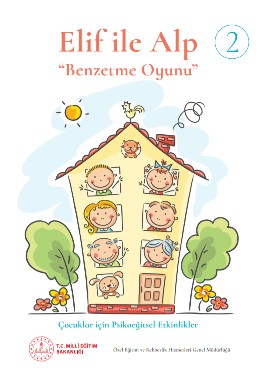 Elif ile Alp
2
“Benzetme Oyunu”
Çocuklar için Psikoeğitsel Etkinlikler
T.C. MİLLÎ EĞİTİM
BAKANLIĞI
Özel Eğitim ve Rehberlik Hizmetleri Genel Müdürlüğü